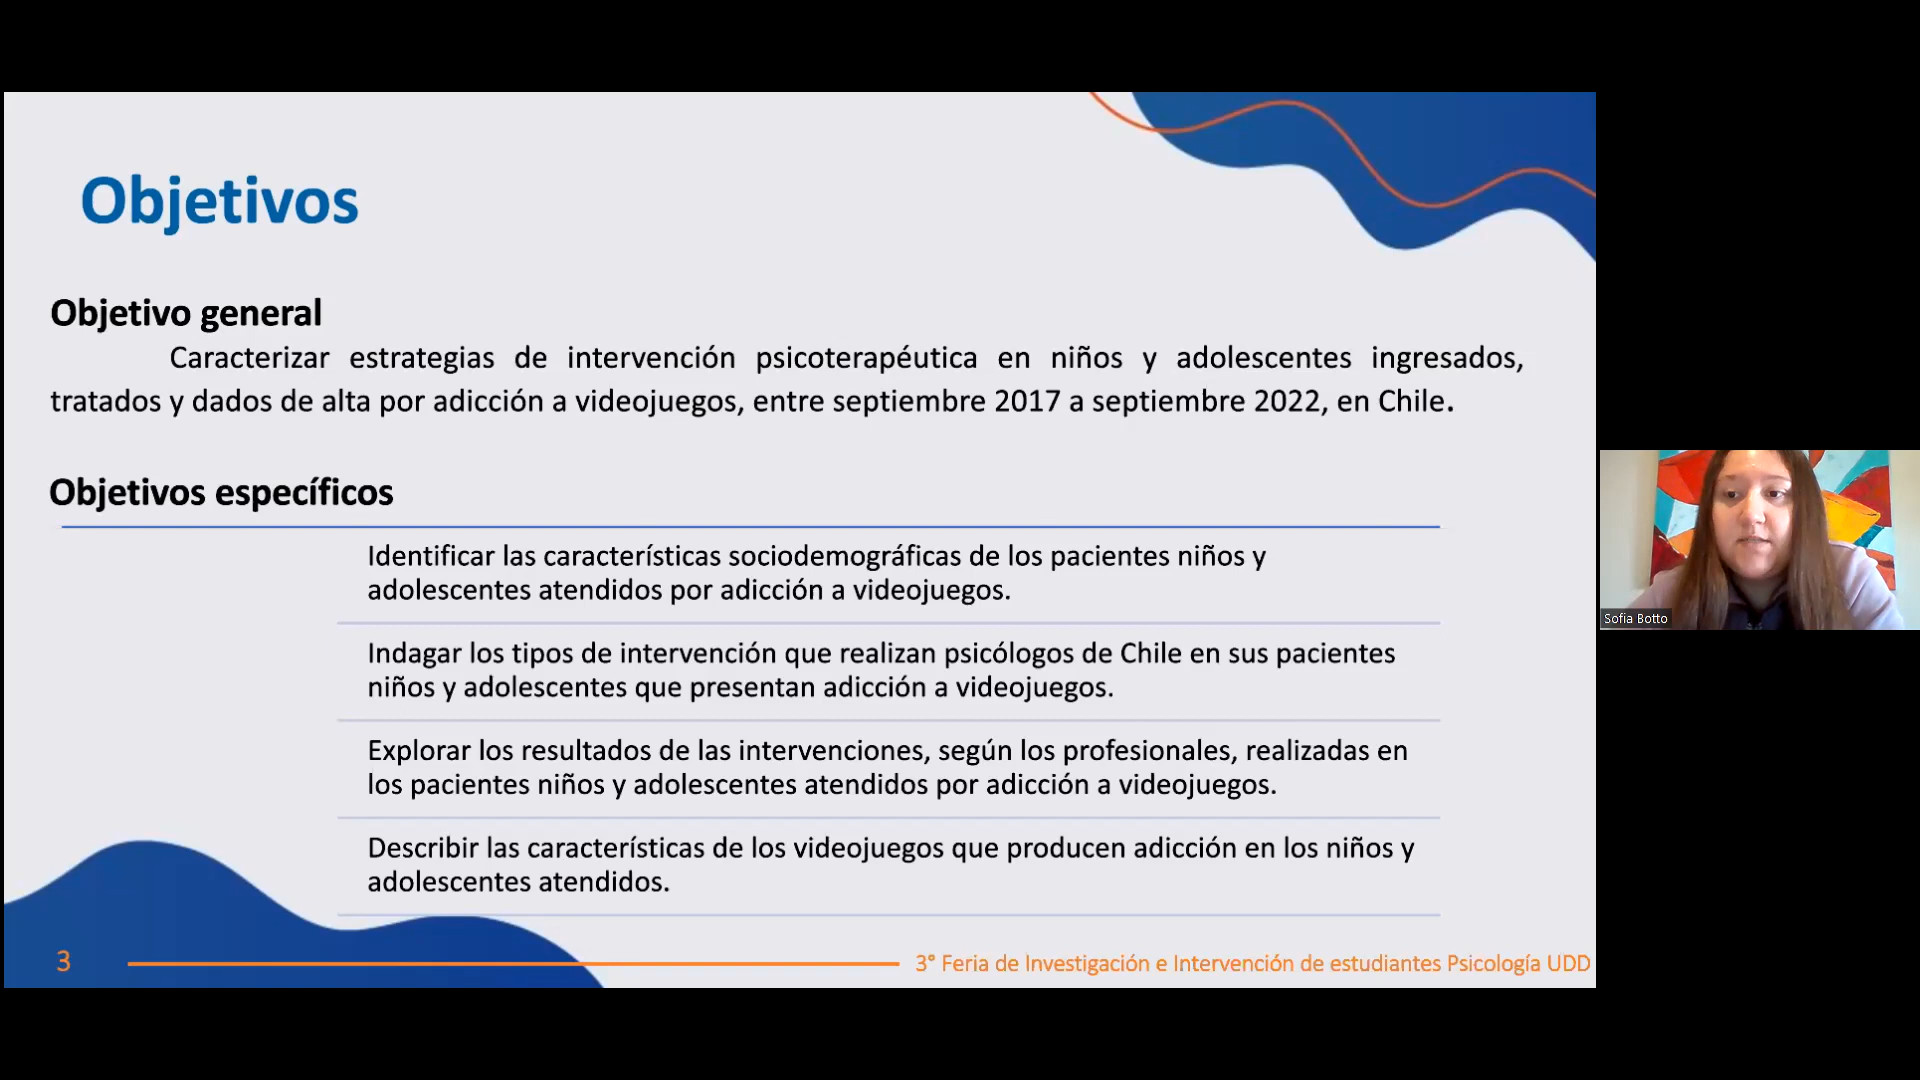 Objetivos
Objetivo general
Caracterizar estrategias de intervención psicoterapéutica en niños y adolescentes ingresados,
tratados y dados de alta por adicción a videojuegos, entre septiembre 2017 a septiembre 2022, en Chile.
Objetivos específicos
Identificar las características sociodemográficas de los pacientes niños y
adolescentes atendidos por adicción a videojuegos.
Indagar los tipos de intervención que realizan psicólogos de Chile en sus pacientes
niños y adolescentes que presentan adicción a videojuegos.
Explorar los resultados de las intervenciones, según los profesionales, realizadas en
los pacientes niños y adolescentes atendidos por adicción a videojuegos.
Describir las características de los videojuegos que producen adicción en los niños y
adolescentes atendidos.
3
3° Feria de Investigación e Intervención de estudiantes Psicología UDD
Sofia Botto